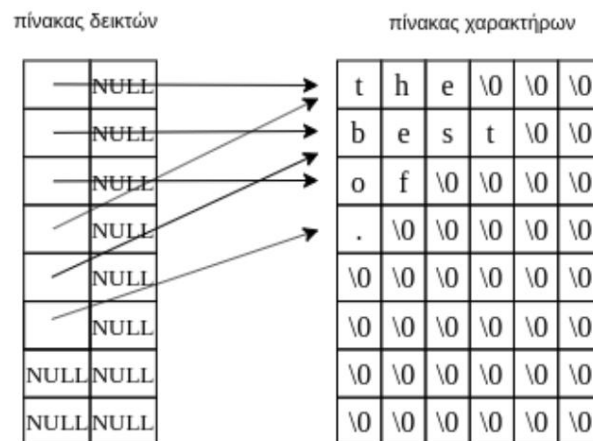 πίνακας δεικτών πίνακας χαρακτήρων
NULL t h e \0 \0 \0
NULL b e s t \0 \0
NULL o f \0 \0 \0 \0
NULL . \0 \0 \0 \0 \0
NULL \0 \0 \0 \0 \0 \0
NULL \0 \0 \0 \0 \0 \0
NULL NULL \0 \0 \0 \0 \0 \0
NULL NULL \0 \0 \0 \0 \0 \0